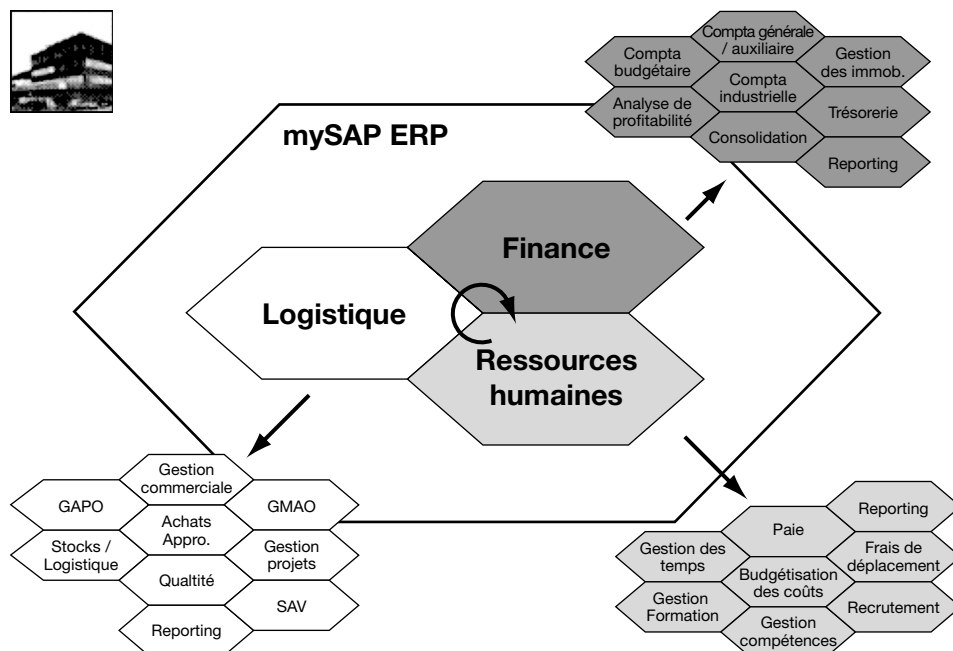 Compta générale
/ auxiliaire
Compta
budgétaire
Gestion
des immob.
Compta
industrielle
Analyse de
profitabilité
Trésorerie
Consolidation
Reporting
mySAP ERP
Finance
Logistique
Ressources
humaines
Gestion
commerciale
GAPO
GMAO
Achats
Appro.
Stocks /
Logistique
Gestion
projets
Qualtité
SAV
Reporting
Reporting
Paie
Gestion des
temps
Frais de
déplacement
Budgétisation
des coûts
Gestion
Formation
Recrutement
Gestion
compétences